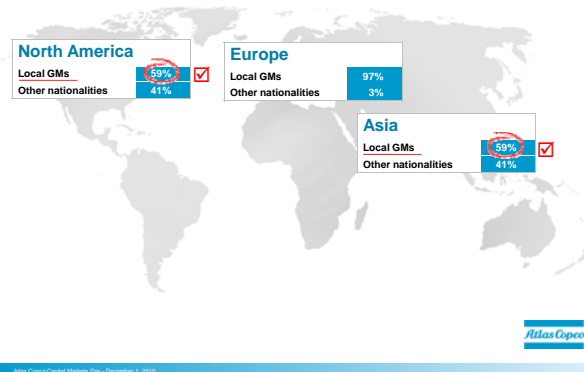 North America
Local GMs 59%
Other nationalities 41%
Europe
Local GMs 97%
Other nationalities 3%
Asia
Local GMs 59%
Other nationalities 41%
Atlas Copco
Atlas Copco Capital Markets Day - December 1, 2010